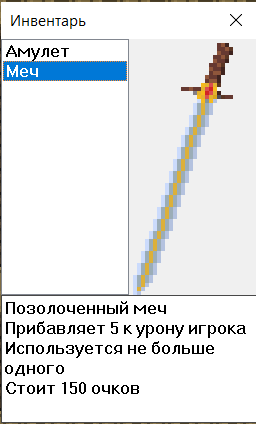 Инвентарь
Амулет
Меч
Позолоченный меч
Прибавляет 5 к урону игрока
Используется не больше
одного
Стоит 150 очков